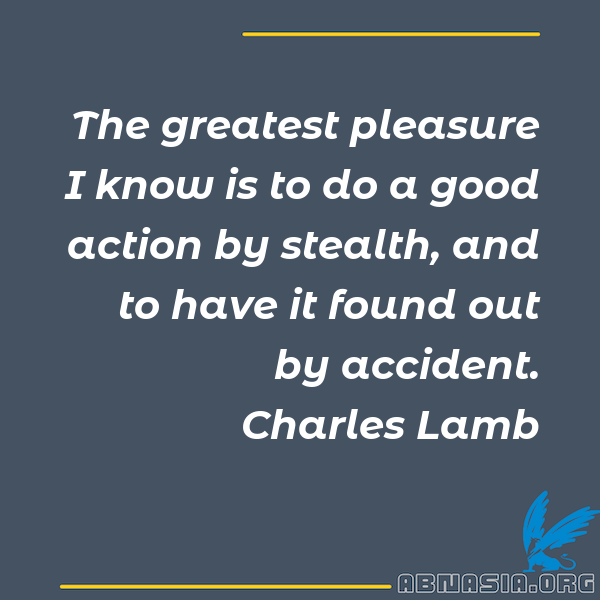 The greatest pleasure
I know is to do a good
action by stealth, and
to have it found out
by accident.
Charles Lamb
ABNASIA.ORG